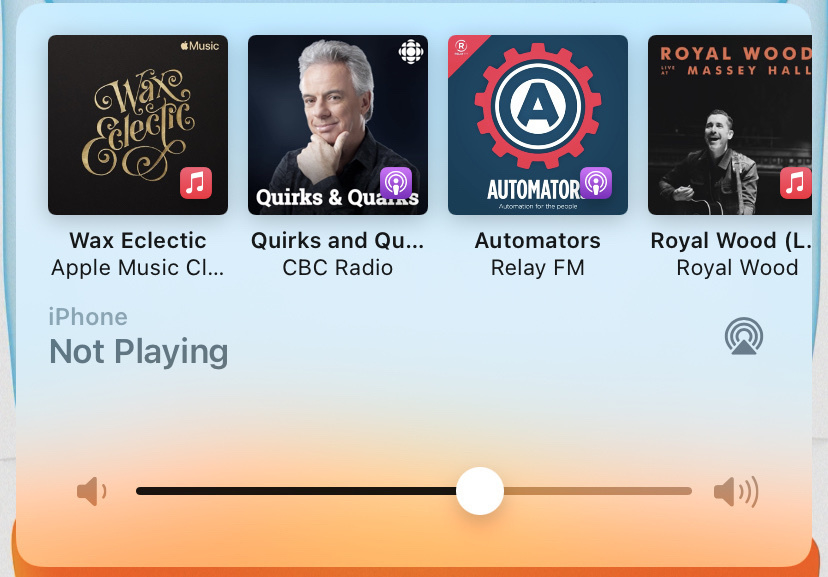 Music
Wax
Eclectic
Quirks & Quarks
AUTOMATOR
Automation for the people
ROYAL WOOD
LIVE AT MASSEY HALL
Wax Eclectic
Apple Music Cl...
Quirks and Qu...
CBC Radio
Automators
Relay FM
Royal Wood (L...
Royal Wood
iPhone
Not Playing